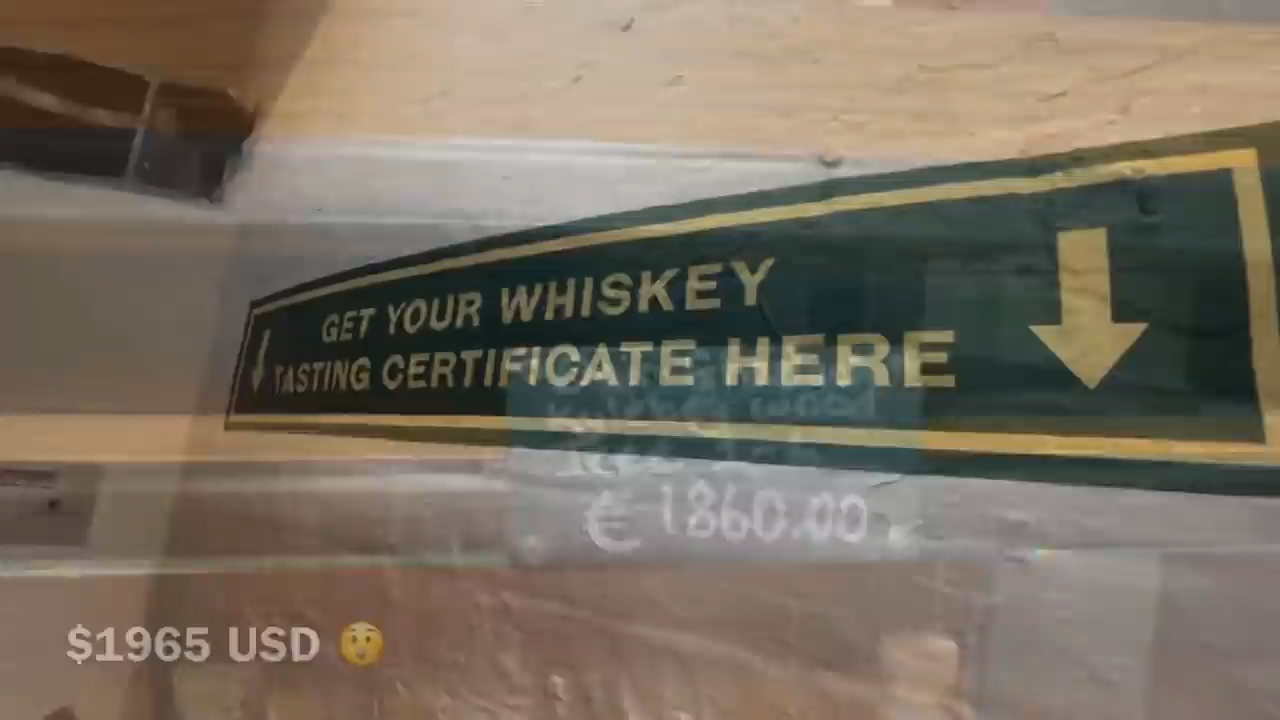 GET YOUR WHISKEY
TASTING CERTIFICATE HERE
€ 1860.00
$1965 USD 😲